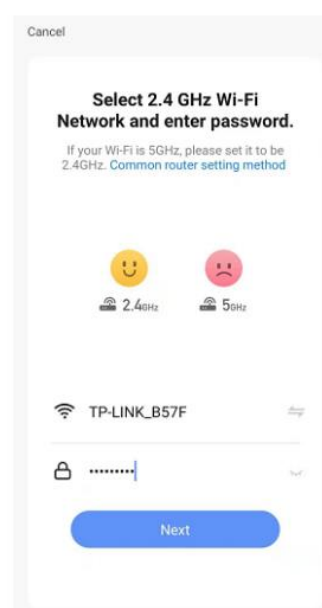 Cancel
Select 2.4 GHz Wi-Fi
Network and enter password.
If your Wi-Fi is 5GHz, please set it to be
2.4GHz. Common router setting method
2.4GHz 5GHz
TP-LINK_B57F
•••••••••
Next